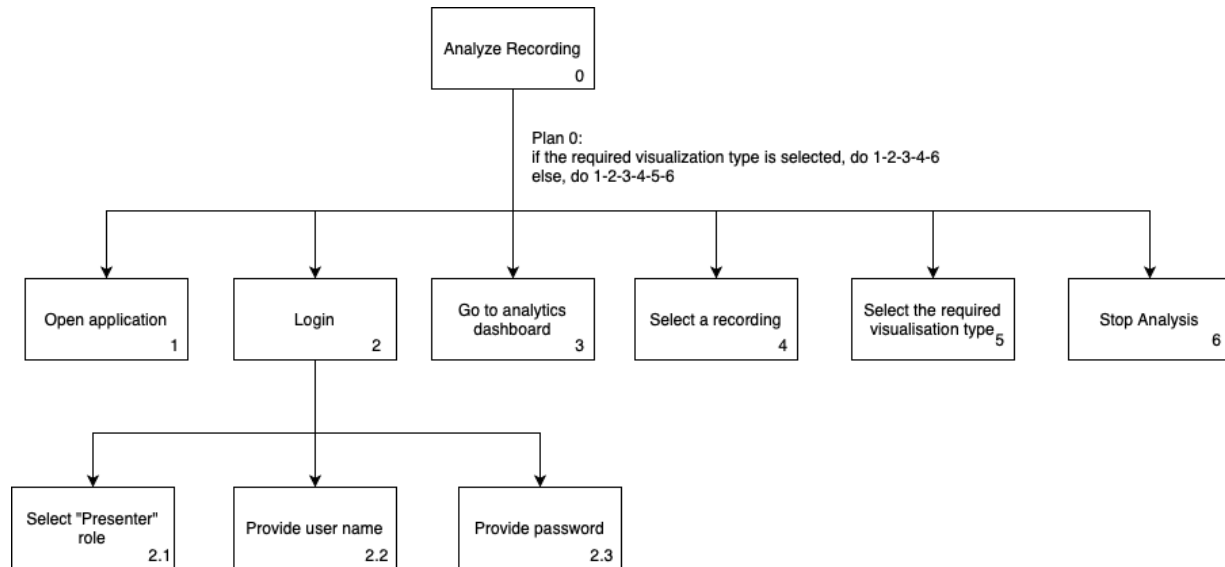 Analyze Recording
0
Plan 0:
if the required visualization type is selected, do 1-2-3-4-6
else, do 1-2-3-4-5-6
Open application
1
Login
2
Go to analytics
dashboard
3
Select a recording
4
Select the required
visualisation type
5
Stop Analysis
6
Select "Presenter"
role
2.1
Provide user name
2.2
Provide password
2.3